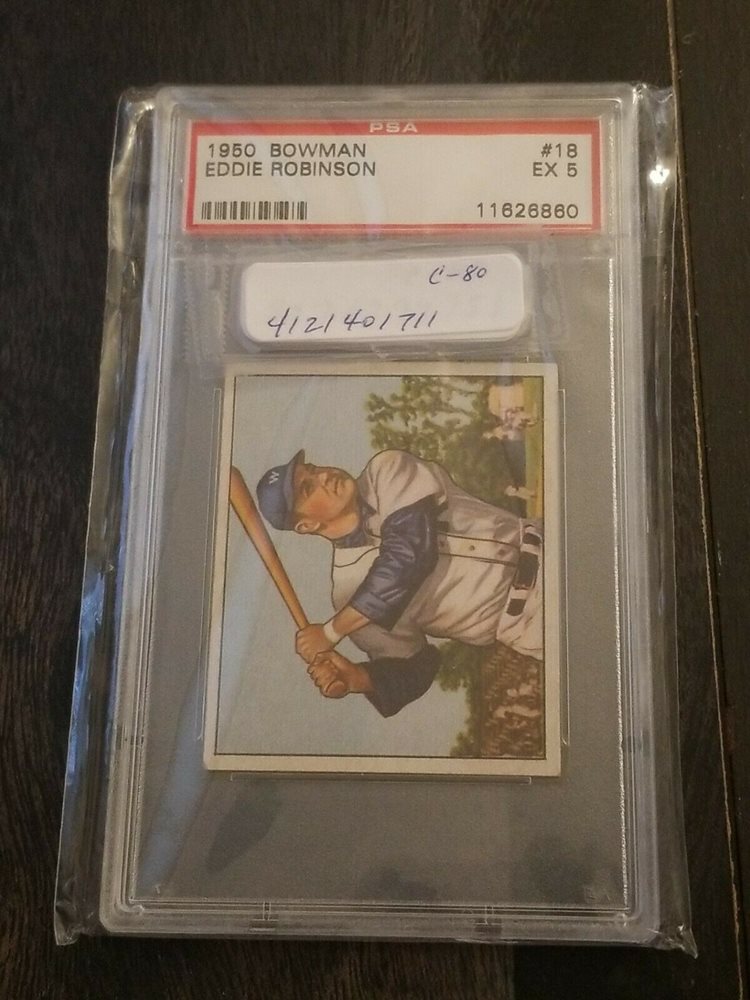 PSA
1950 BOWMAN #18
EDDIE ROBINSON EX 5
11626860
C-80
4121401711
W